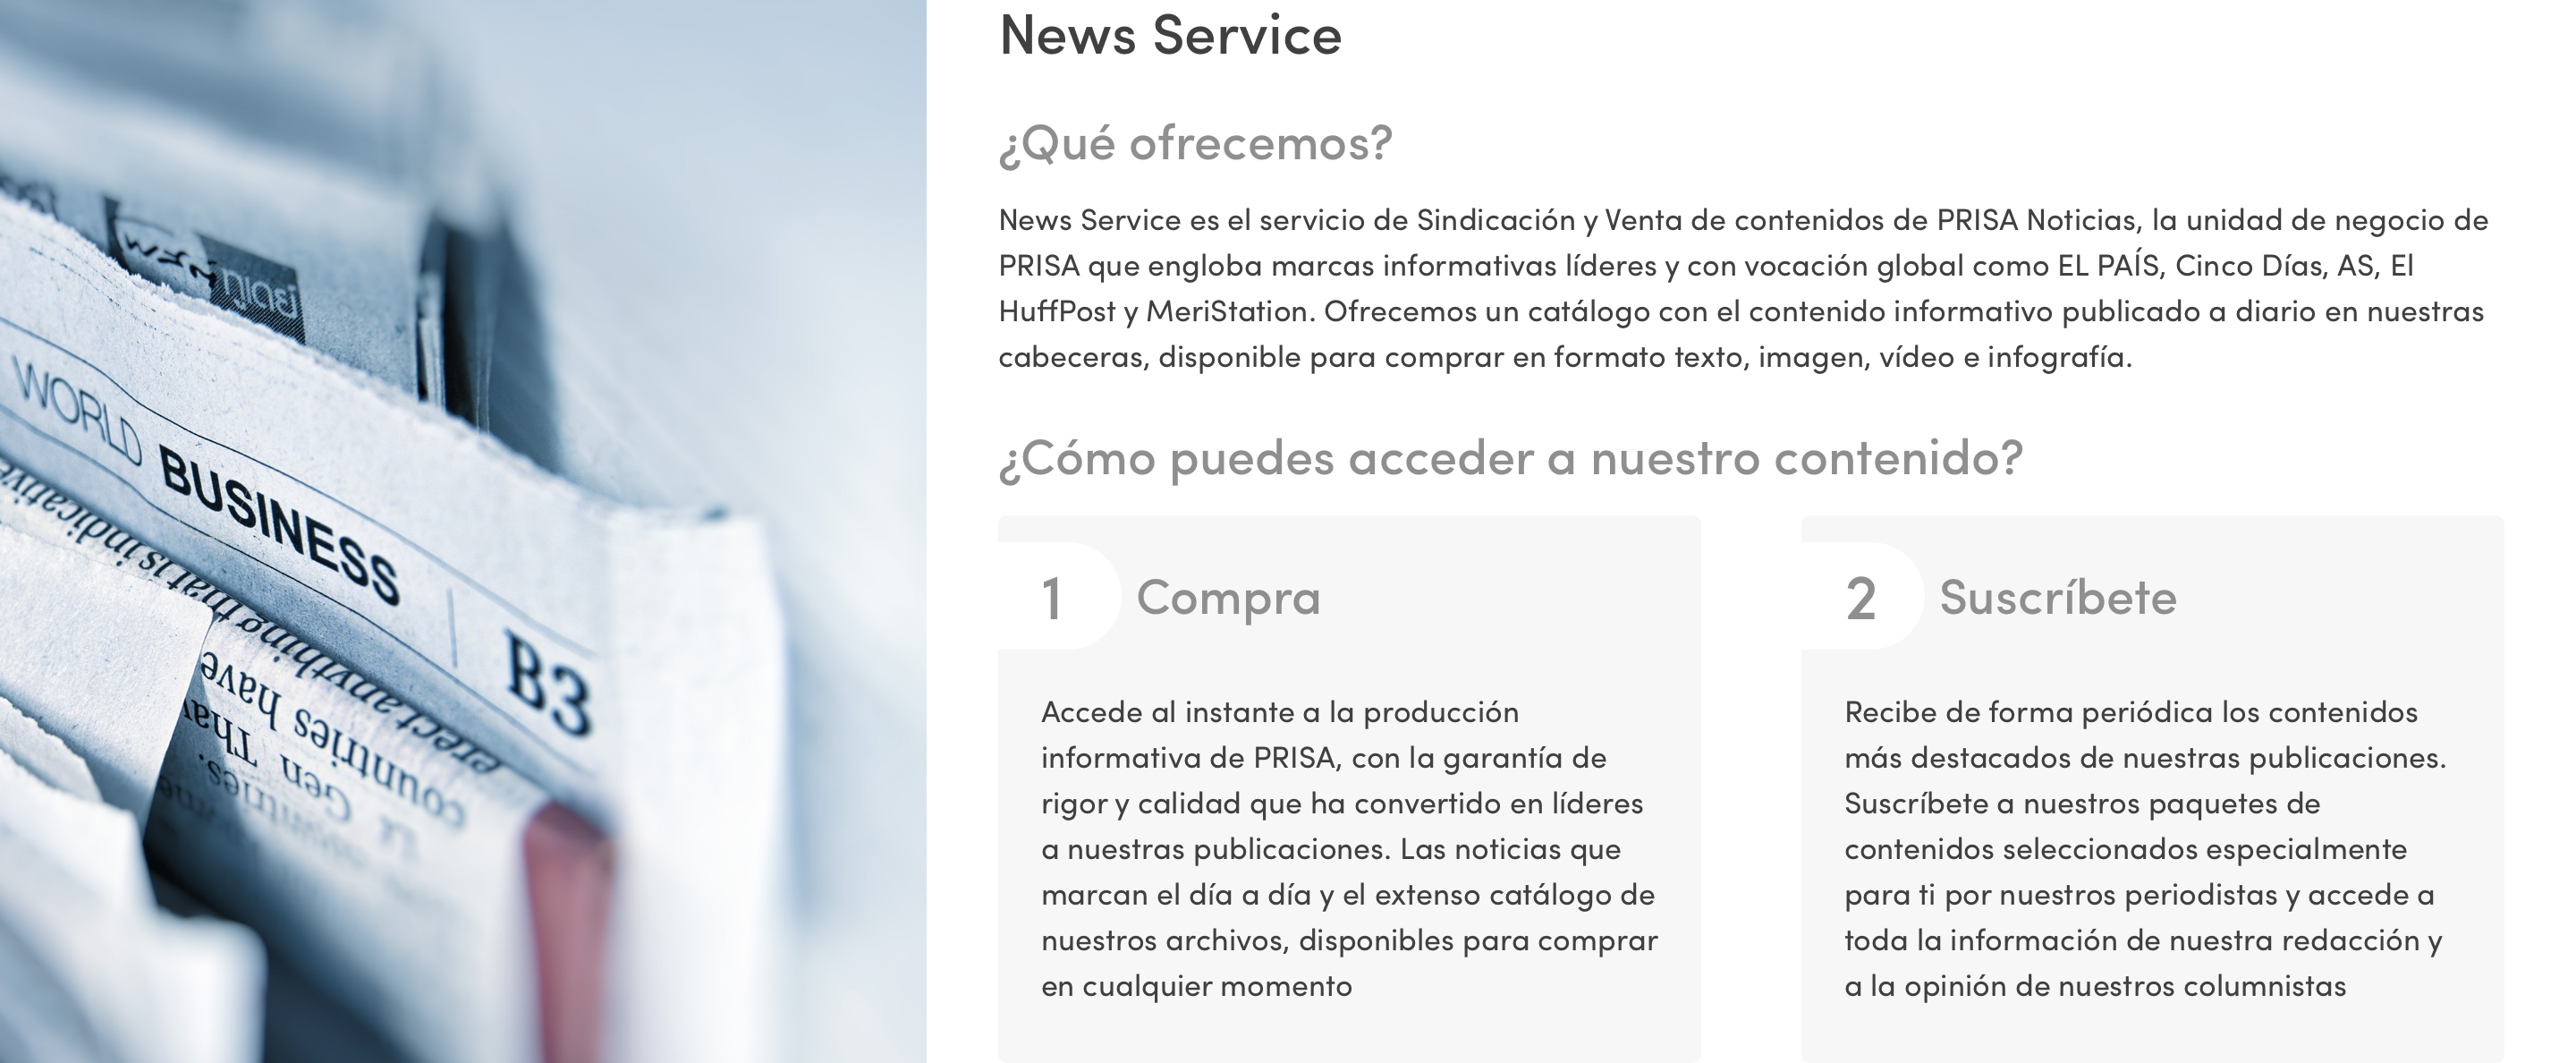 News Service
¿Qué ofrecemos?
News Service es el servicio de Sindicación y Venta de contenidos de PRISA Noticias, la unidad de negocio de
PRISA que engloba marcas informativas líderes y con vocación global como EL PAÍS, Cinco Días, AS, El
HuffPost y MeriStation. Ofrecemos un catálogo con el contenido informativo publicado a diario en nuestras
cabeceras, disponible para comprar en formato texto, imagen, vídeo e infografía.
¿Cómo puedes acceder a nuestro contenido?
1 Compra
Accede al instante a la producción
informativa de PRISA, con la garantía de
rigor y calidad que ha convertido en líderes
a nuestras publicaciones. Las noticias que
marcan el día a día y el extenso catálogo de
nuestros archivos, disponibles para comprar
en cualquier momento
2 Suscríbete
Recibe de forma periódica los contenidos
más destacados de nuestras publicaciones.
Suscríbete a nuestros paquetes de
contenidos seleccionados especialmente
para ti por nuestros periodistas y accede a
toda la información de nuestra redacción y
a la opinión de nuestros columnistas
WORLD BUSINESS B3
anything that is
countries have
Gen